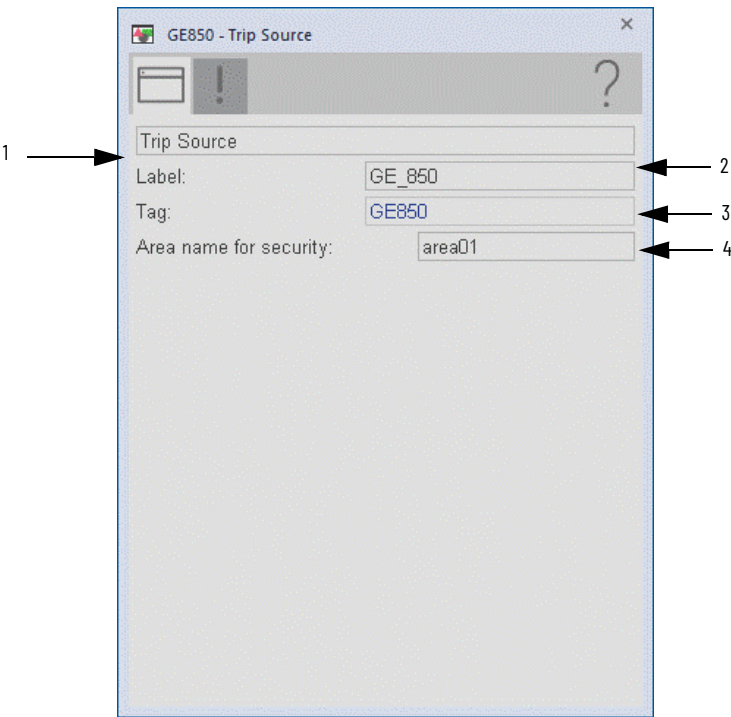 GE850 - Trip Source
Trip Source
1
Label: GE_850
2
Tag: GE850
3
Area name for security: area01
4